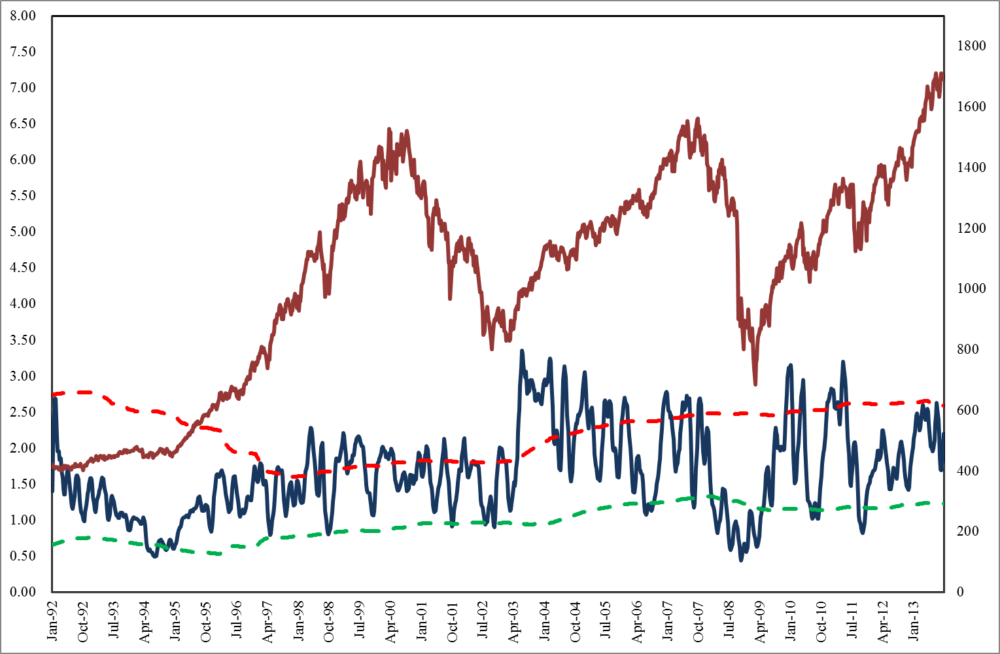 8.00
7.50
7.00
6.50
6.00
5.50
5.00
4.50
4.00
3.50
3.00
2.50
2.00
1.50
1.00
0.50
0.00
1800
1600
1400
1200
1000
800
600
400
200
0
Jan-92
Oct-92
Jul-93
Apr-94
Jan-95
Oct-95
Jul-96
Apr-97
Jan-98
Oct-98
Jul-99
Apr-00
Jan-01
Oct-01
Jul-02
Apr-03
Jan-04
Oct-04
Jul-05
Apr-06
Jan-07
Oct-07
Jul-08
Apr-09
Jan-10
Oct-10
Jul-11
Apr-12
Jan-13